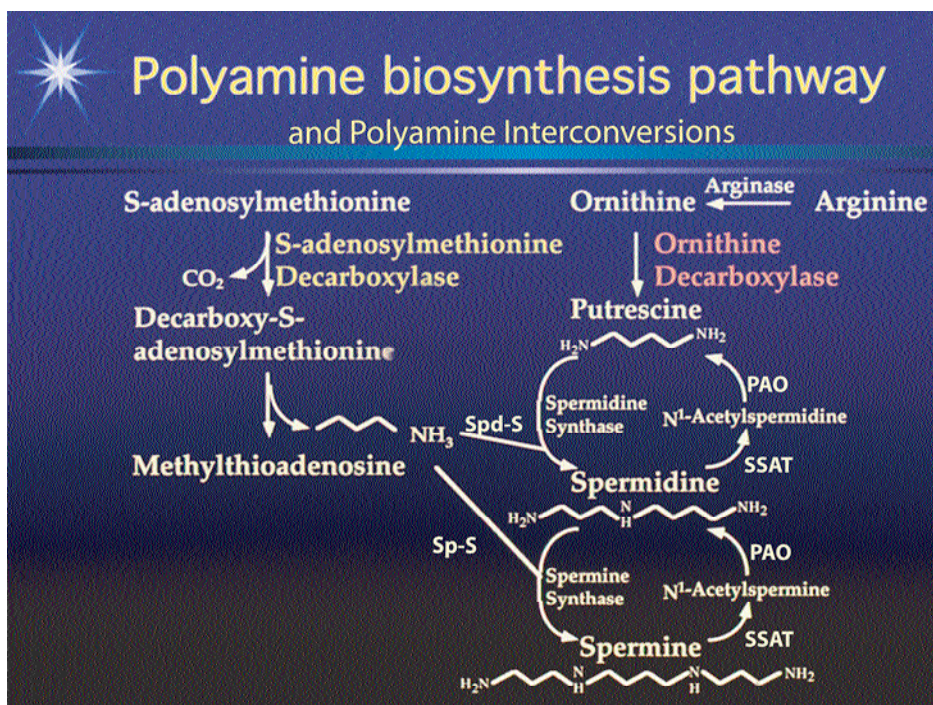 Polyamine biosynthesis pathway
and Polyamine Interconversions
S-adenosylmethionine
Ornithine
Arginase
Arginine
S-adenosylmethionine
Decarboxylase
CO₂
Ornithine
Decarboxylase
Decarboxy-S-
adenosylmethionine
Putrescine
H₂N
NH₂
PAO
Spermidine
Synthase
N¹-Acetylspermidine
Spd-S
NH₃
SSAT
Methylthioadenosine
Spermidine
H₂N
N
H
NH₂
Sp-S
PAO
Spermine
Synthase
N¹-Acetylspermine
SSAT
Spermine
H₂N
N
H
N
H
NH₂